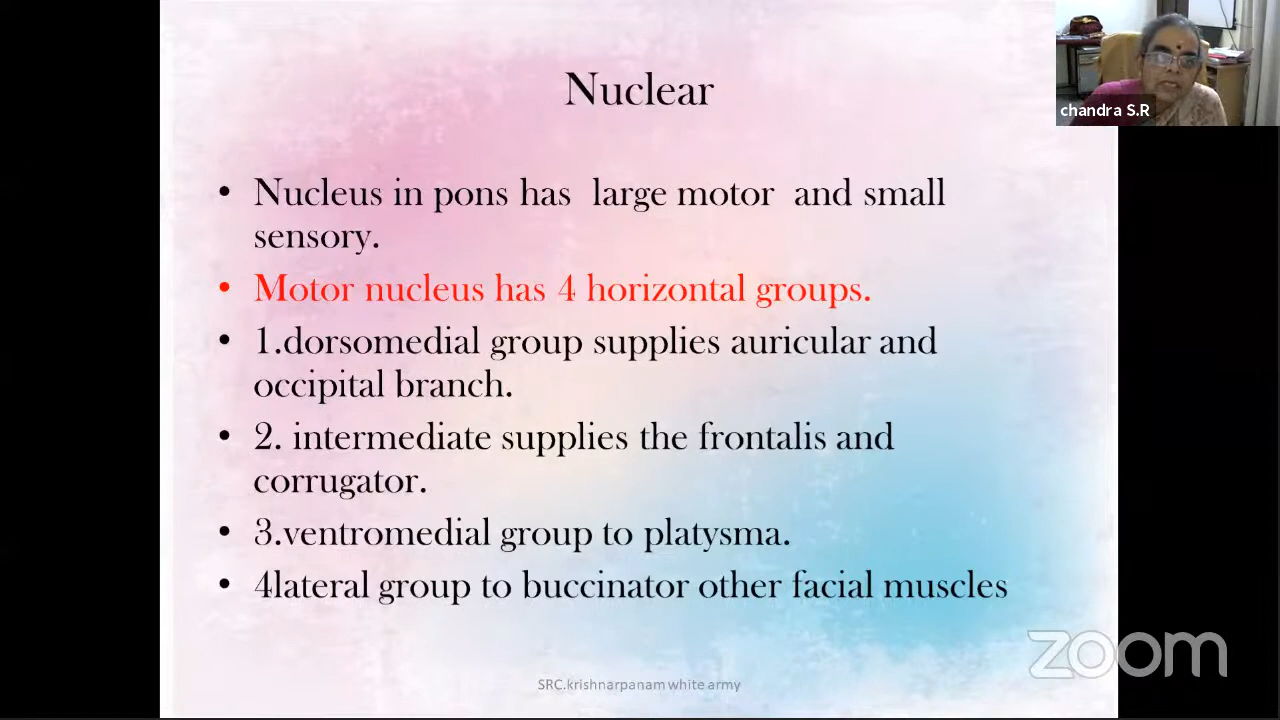 Nuclear
chandra S.R
• Nucleus in pons has large motor and small
sensory.
• Motor nucleus has 4 horizontal groups.
• 1.dorsomedial group supplies auricular and
occipital branch.
• 2. intermediate supplies the frontalis and
corrugator.
• 3.ventromedial group to platysma.
• 4lateral group to buccinator other facial muscles
zoom
SRC.krishnarpanam white army